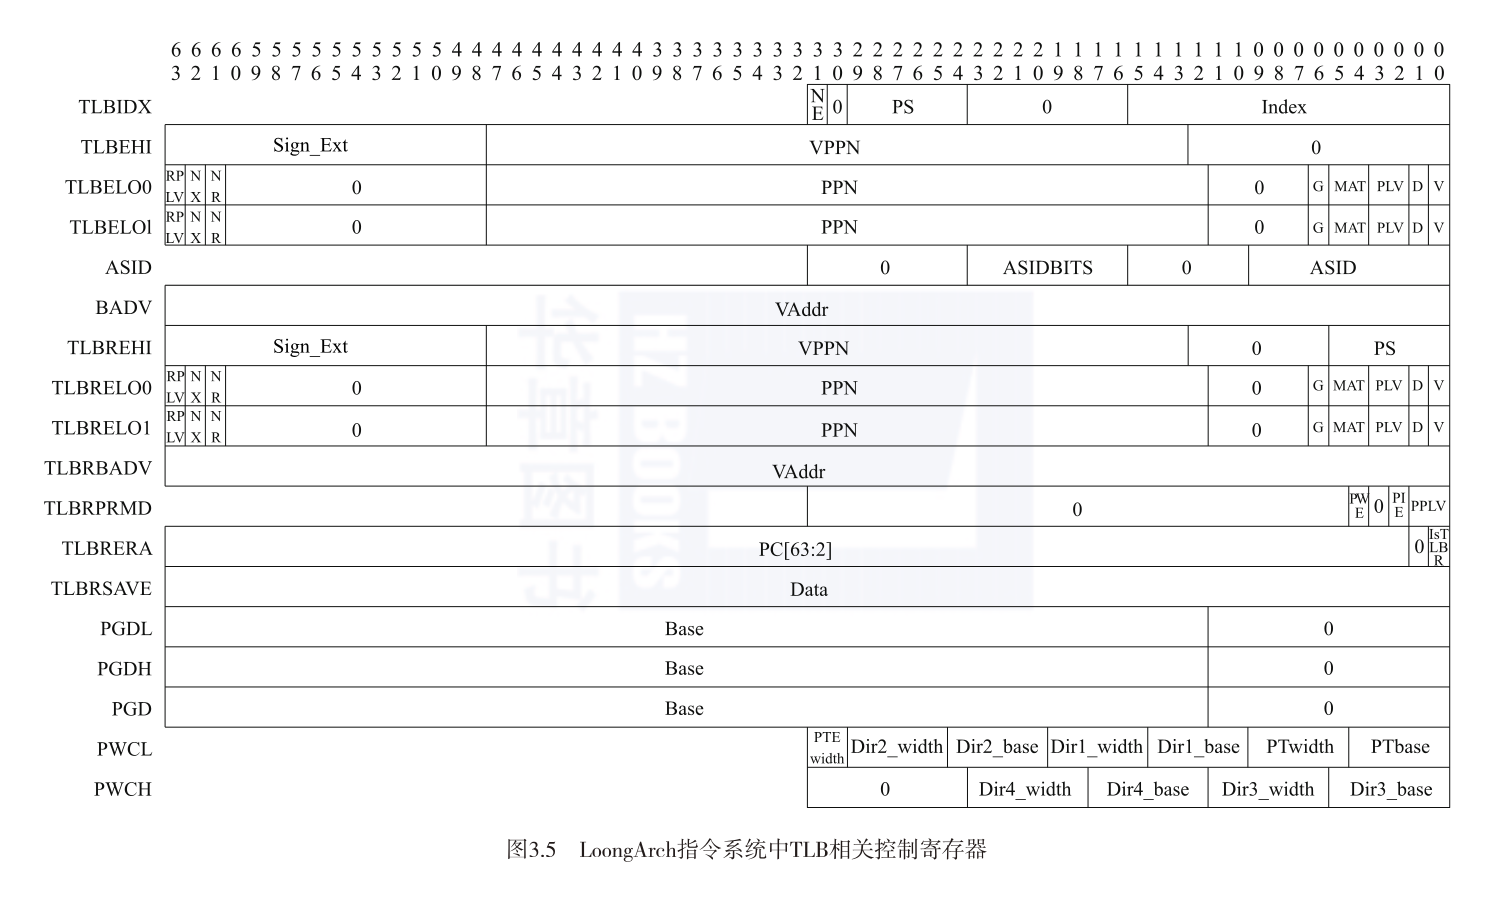 6 6 6 6 5 5 5 5 5 5 5 5 5 5 4 4 4 4 4 4 4 4 4 4 3 3 3 3 3 3 3 3 3 3 2 2 2 2 2 2 2 2 2 2 1 1 1 1 1 1 1 1 1 1 0 0 0 0 0 0 0 0 0 0
3 2 1 0 9 8 7 6 5 4 3 2 1 0 9 8 7 6 5 4 3 2 1 0 9 8 7 6 5 4 3 2 1 0 9 8 7 6 5 4 3 2 1 0 9 8 7 6 5 4 3 2 1 0 9 8 7 6 5 4 3 2 1 0
TLBIDX NE 0 PS 0 Index
TLBEHI Sign_Ext VPPN 0
TLBELO0 RPLV NX NR 0 PPN 0 G MAT PLV D V
TLBELO1 RPLV NX NR 0 PPN 0 G MAT PLV D V
ASID 0 ASIDBITS 0 ASID
BADV VAddr
TLBREHI Sign_Ext VPPN 0 PS
TLBRELO0 RPLV NX NR 0 PPN 0 G MAT PLV D V
TLBRELO1 RPLV NX NR 0 PPN 0 G MAT PLV D V
TLBRBADV VAddr
TLBRPRMD 0 PWE 0 PIE PPLV
TLBRERA PC[63:2] 0 IsTLBR
TLBRSAVE Data
PGDL Base 0
PGDH Base 0
PGD Base 0
PWCL PTEwidth Dir2_width Dir2_base Dir1_width Dir1_base PTwidth PTbase
PWCH 0 Dir4_width Dir4_base Dir3_width Dir3_base
华章图书
HZ BOOKS
图3.5 LoongArch指令系统中TLB相关控制寄存器